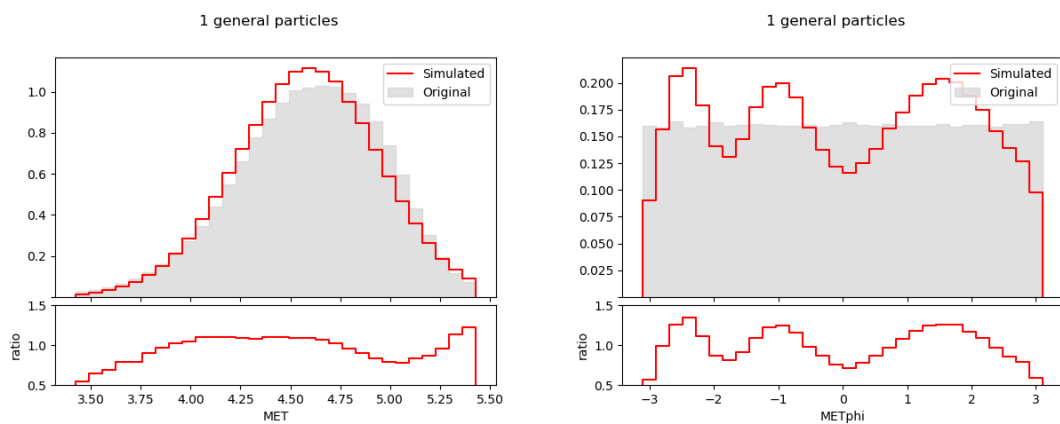 1 general particles
Simulated
Original
1.0
0.8
0.6
0.4
0.2
1.5
1.0
0.5
ratio
3.50 3.75 4.00 4.25 4.50 4.75 5.00 5.25 5.50
MET
1 general particles
Simulated
Original
0.200
0.175
0.150
0.125
0.100
0.075
0.050
0.025
1.5
1.0
0.5
ratio
−3 −2 −1 0 1 2 3
METphi